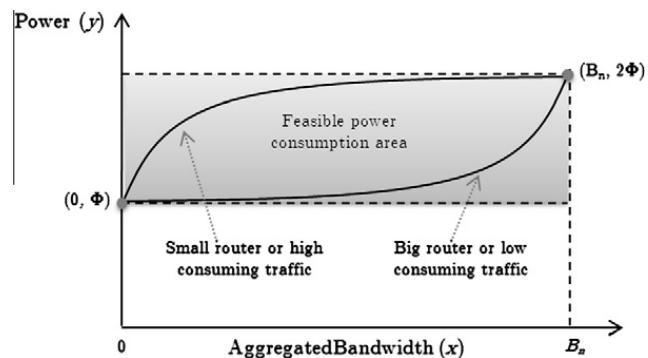 Power (y)
(Bn, 2Φ)
Feasible power
consumption area
(0, Φ)
Small router or high
consuming traffic
Big router or low
consuming traffic
0
AggregatedBandwidth (x)
Bn